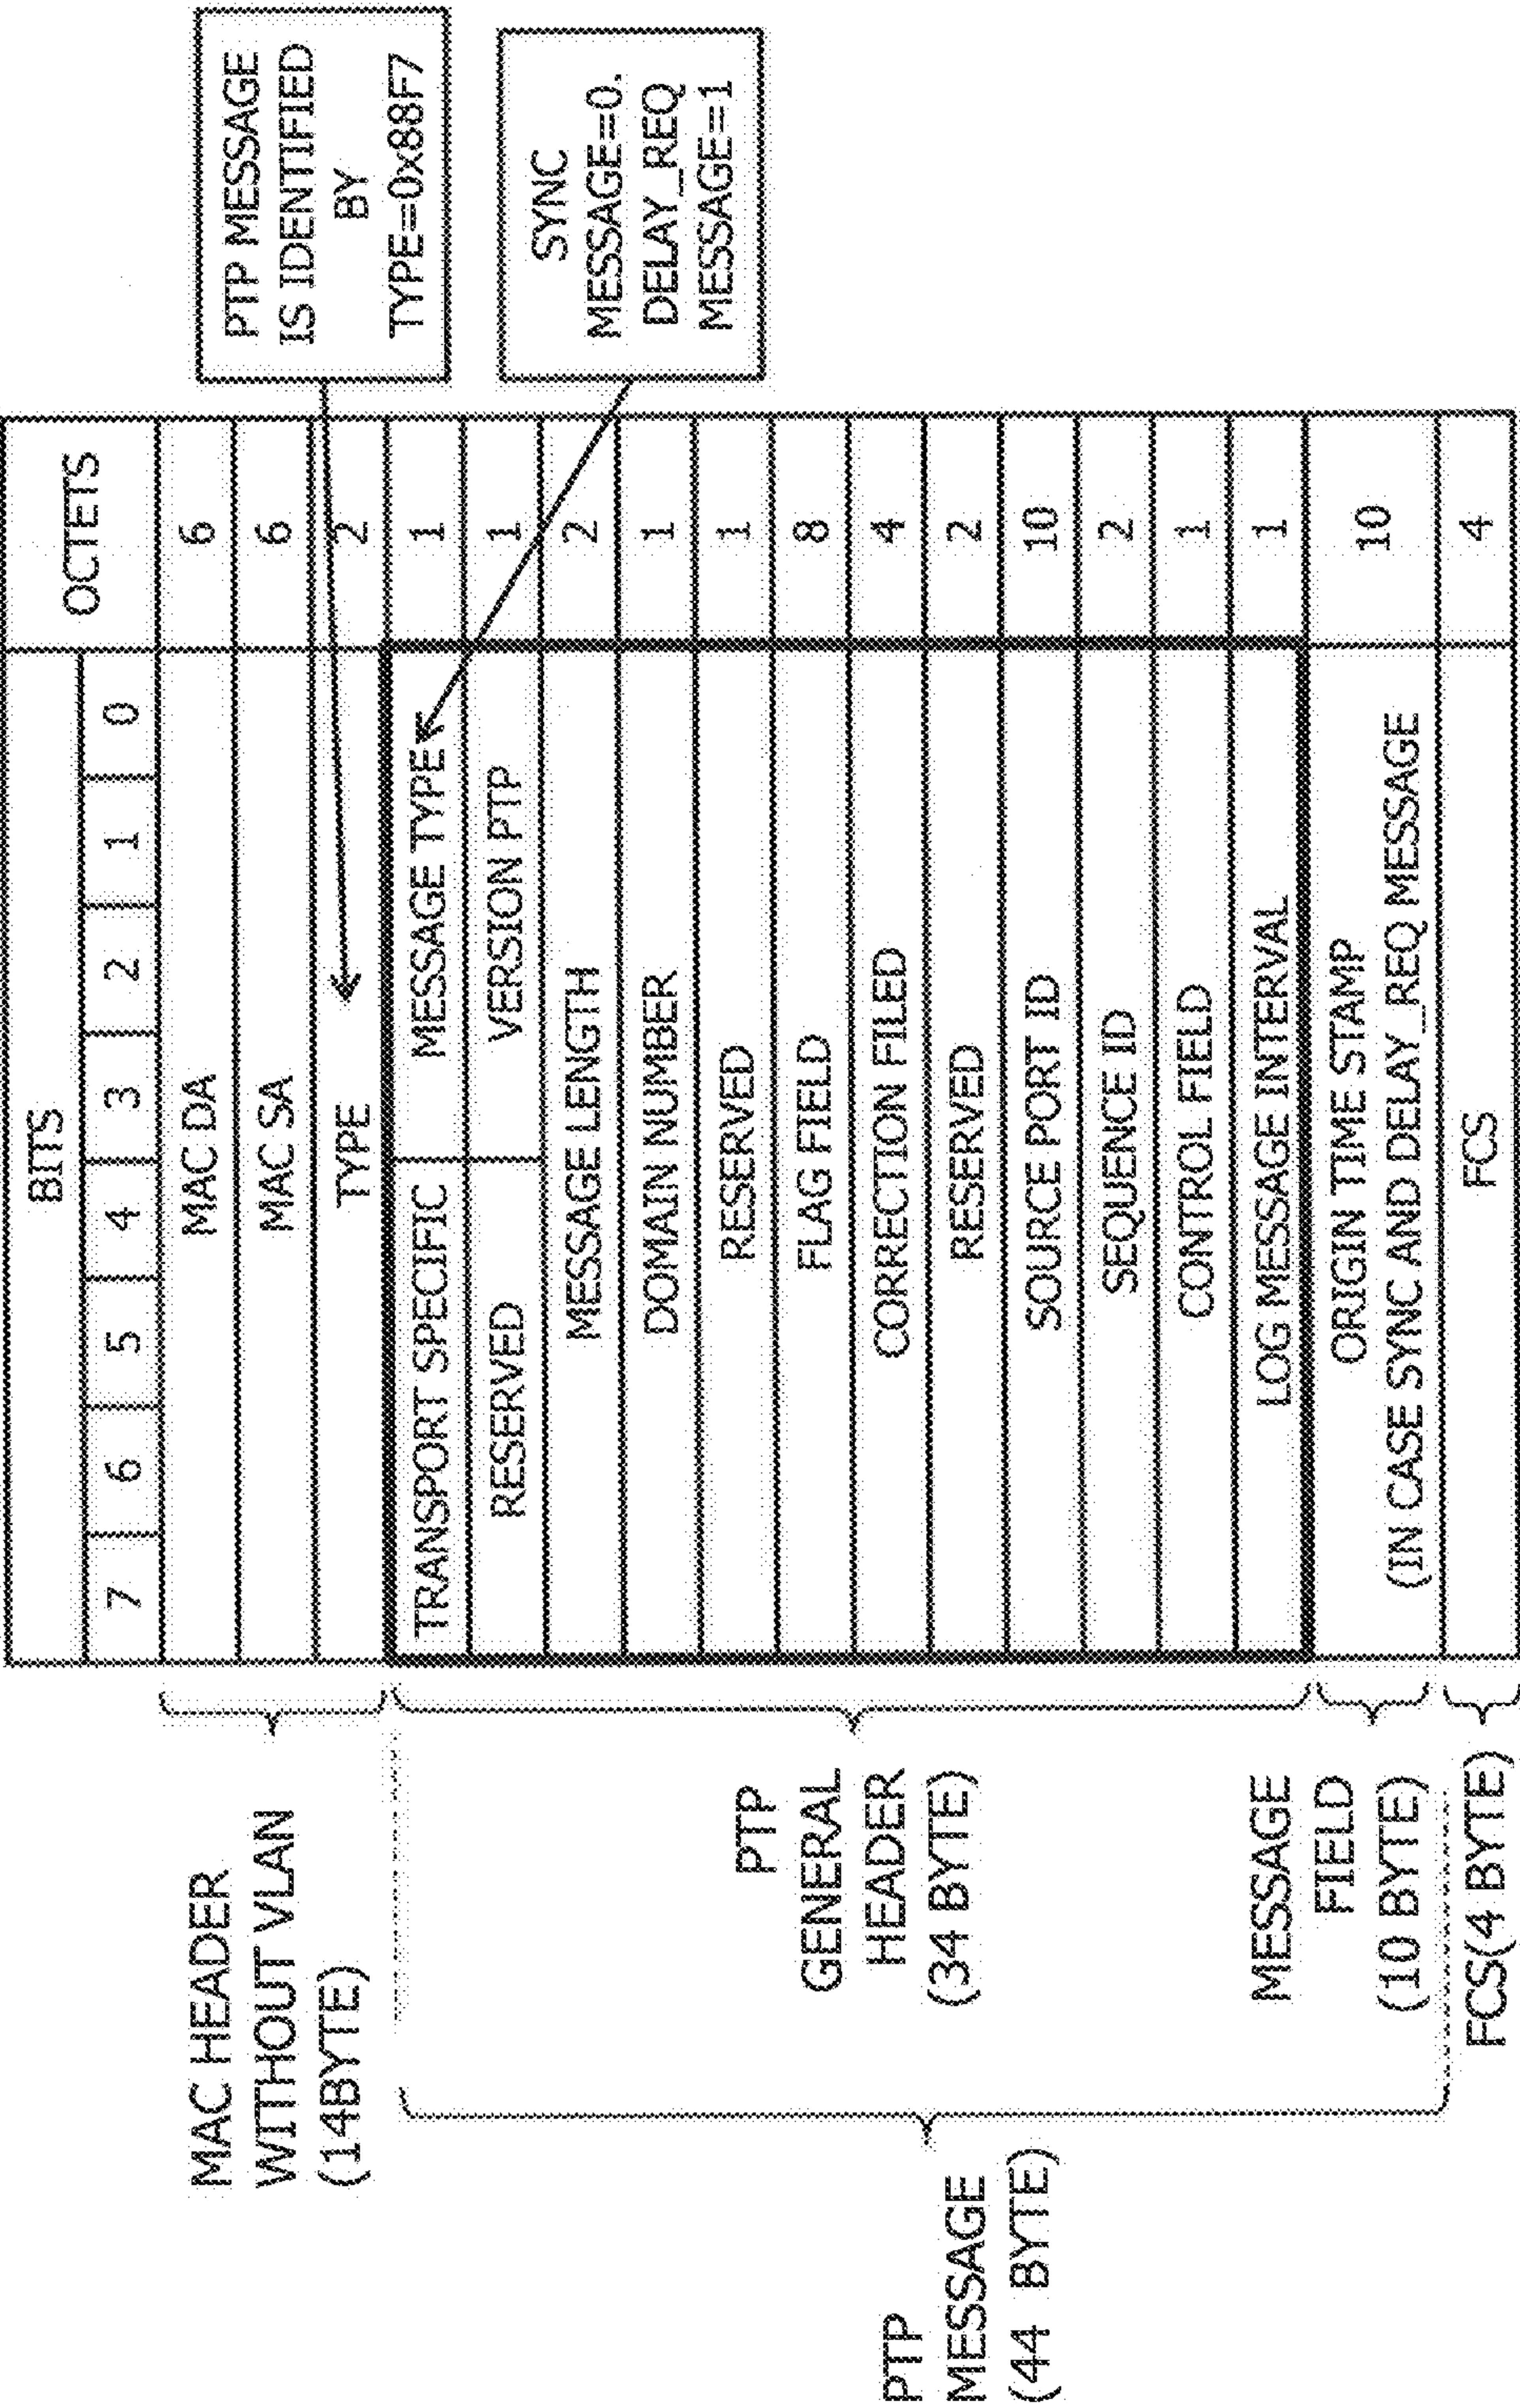 BITS
OCTETS
7 6 5 4 3 2 1 0
MAC DA 6
MAC SA 6
TYPE 2
TRANSPORT SPECIFIC MESSAGE TYPE 1
RESERVED VERSION PTP 1
MESSAGE LENGTH 2
DOMAIN NUMBER 1
RESERVED 1
FLAG FIELD 8
CORRECTION FILED 4
RESERVED 2
SOURCE PORT ID 10
SEQUENCE ID 2
CONTROL FIELD 1
LOG MESSAGE INTERVAL 1
ORIGIN TIME STAMP
(IN CASE SYNC AND DELAY_REQ MESSAGE 10
FCS 4
PTP MESSAGE
IS IDENTIFIED
BY
TYPE=0x88F7
SYNC
MESSAGE=0.
DELAY_REQ
MESSAGE=1
MAC HEADER
WITHOUT VLAN
(14BYTE)
PTP
GENERAL
HEADER
(34 BYTE)
MESSAGE
FIELD
(10 BYTE)
FCS(4 BYTE)
PTP
MESSAGE
(44 BYTE)